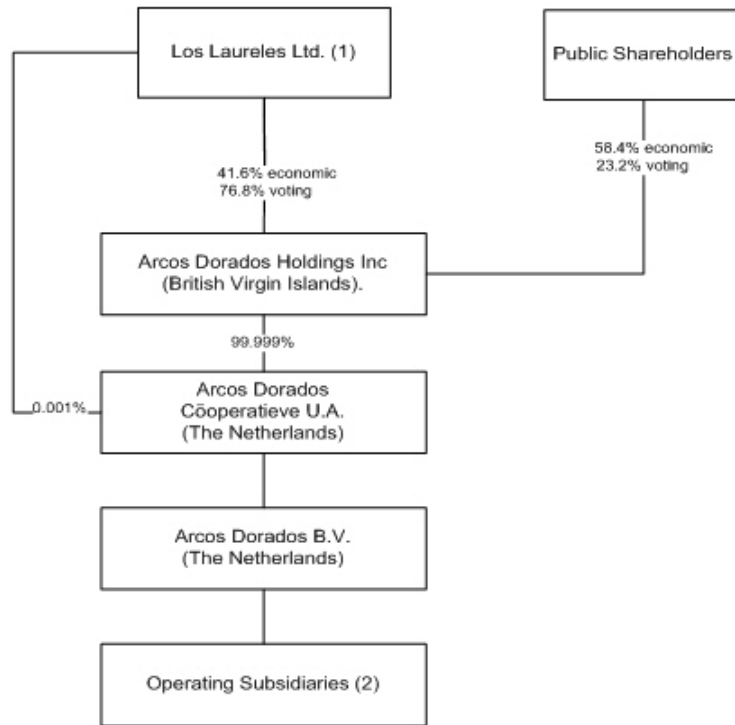 Los Laureles Ltd. (1)
Public Shareholders
41.6% economic
76.8% voting
58.4% economic
23.2% voting
Arcos Dorados Holdings Inc
(British Virgin Islands).
99.999%
0.001%
Arcos Dorados
Cōoperatieve U.A.
(The Netherlands)
Arcos Dorados B.V.
(The Netherlands)
Operating Subsidiaries (2)